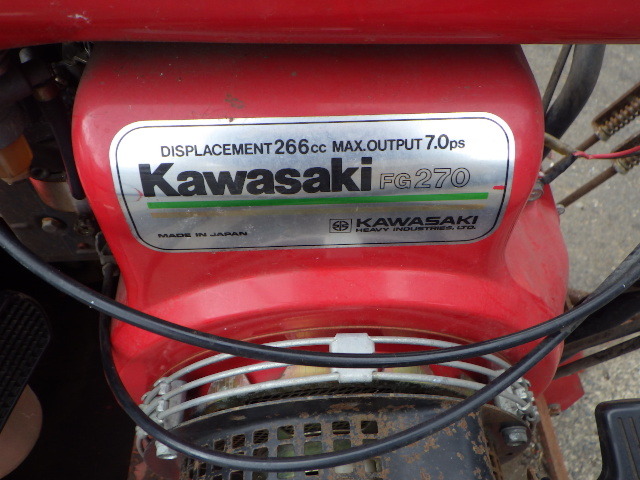 DISPLACEMENT 266cc MAX.OUTPUT 7.0ps
Kawasaki FG270
MADE IN JAPAN
KAWASAKI
HEAVY INDUSTRIES, LTD.